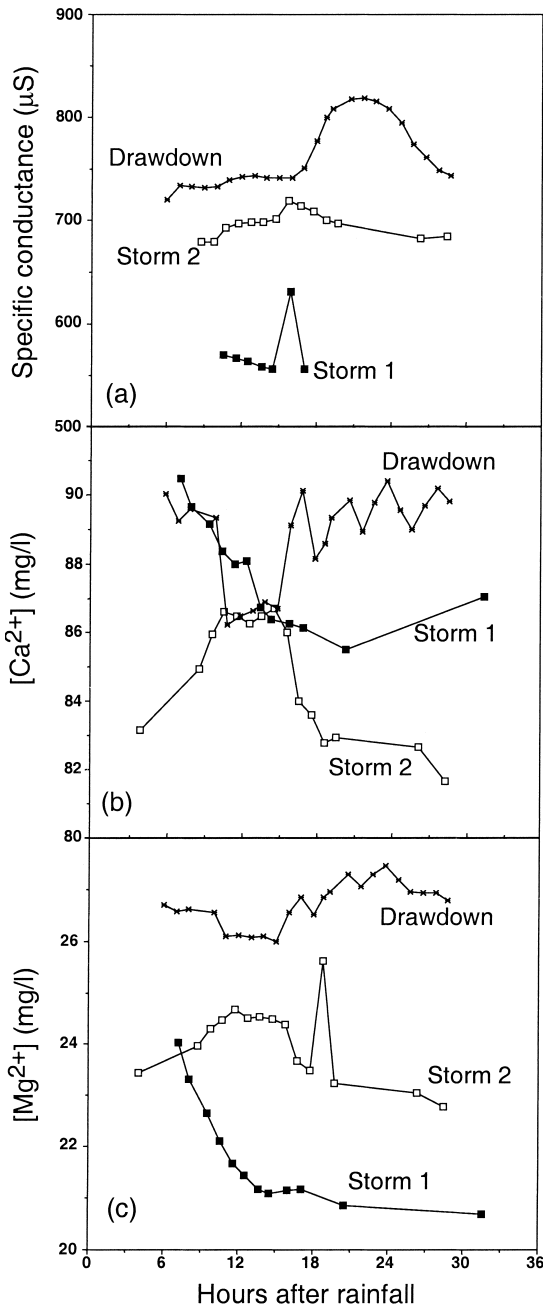 900
800
700
600
500
Specific conductance (µS)
Drawdown
Storm 2
Storm 1
(a)
90
88
86
84
82
80
[Ca2+] (mg/l)
Drawdown
Storm 1
Storm 2
(b)
26
24
22
20
[Mg2+] (mg/l)
Drawdown
Storm 2
Storm 1
(c)
0 6 12 18 24 30 36
Hours after rainfall